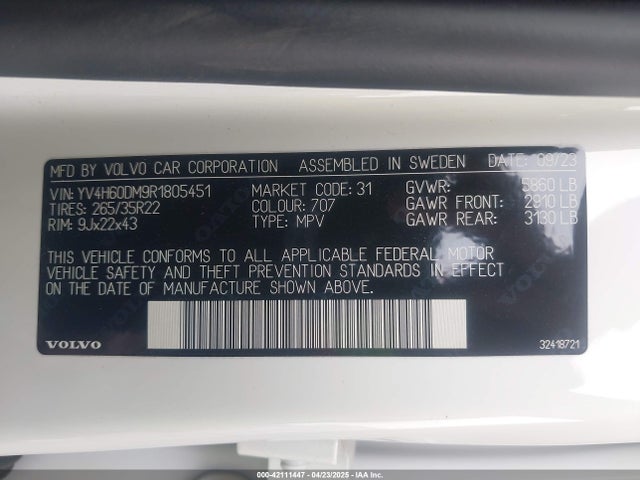 MFD BY VOLVO CAR CORPORATION ASSEMBLED IN SWEDEN DATE: 09/23
VIN: YV4H60DM9R1805451 MARKET CODE: 31 GVWR: 5860 LB
TIRES: 265/35R22 COLOUR: 707 GAWR FRONT: 2910 LB
RIM: 9Jx22x43 TYPE: MPV GAWR REAR: 3130 LB
THIS VEHICLE CONFORMS TO ALL APPLICABLE FEDERAL MOTOR
VEHICLE SAFETY AND THEFT PREVENTION STANDARDS IN EFFECT
ON THE DATE OF MANUFACTURE SHOWN ABOVE.
VOLVO 32418721
000-42111447 - 04/23/2025 - IAAI.com